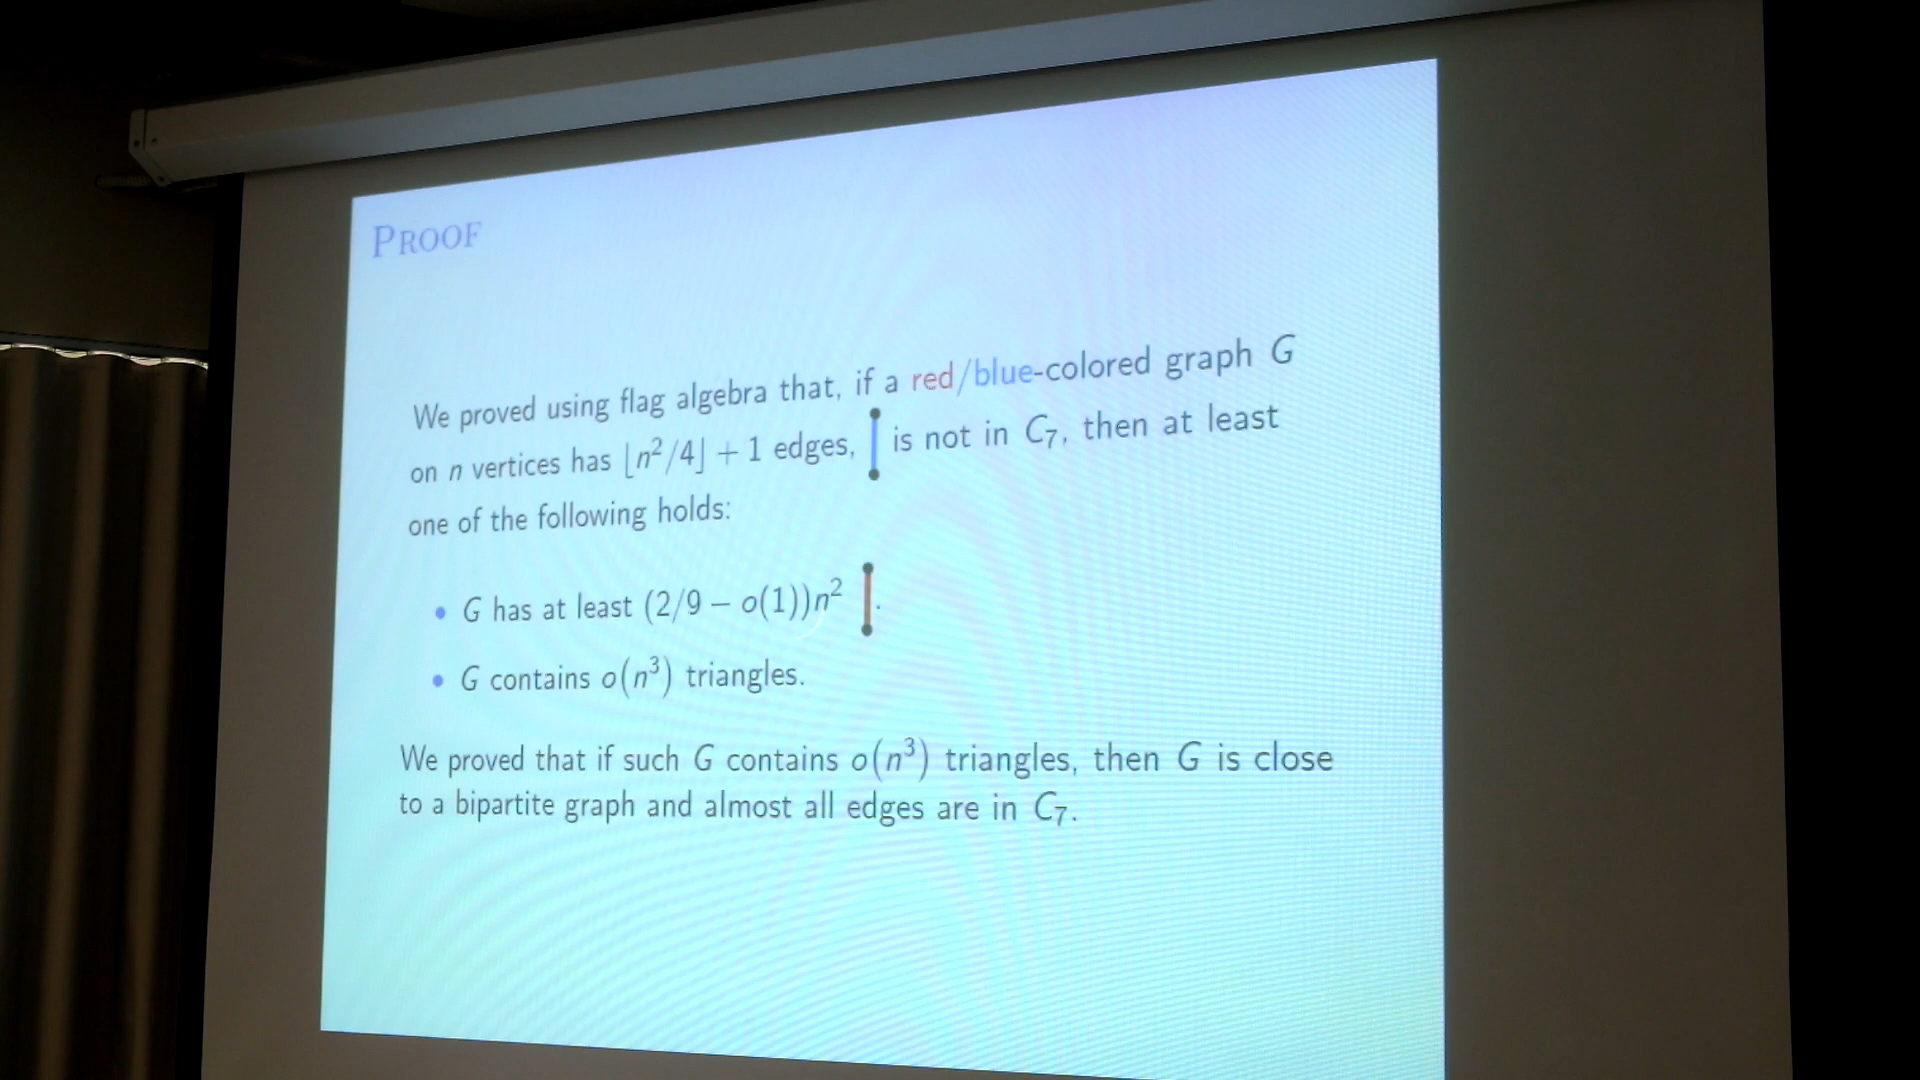 PROOF
We proved using flag algebra that, if a red/blue-colored graph G
on n vertices has ⌊n²/4⌋ + 1 edges, is not in C₇, then at least
one of the following holds:
• G has at least (2/9 − o(1))n² .
• G contains o(n³) triangles.
We proved that if such G contains o(n³) triangles, then G is close
to a bipartite graph and almost all edges are in C₇.